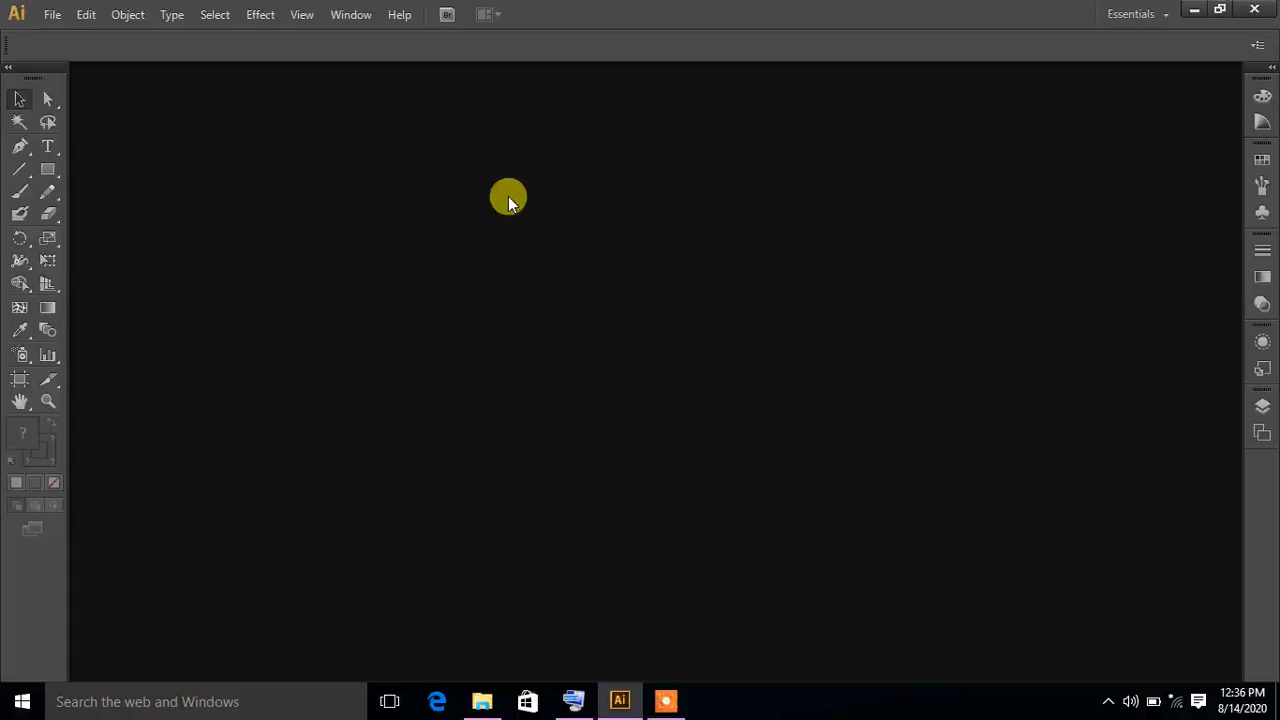 Ai File Edit Object Type Select Effect View Window Help Br Essentials
T
?
Search the web and Windows
Ai
12:36 PM
8/14/2020